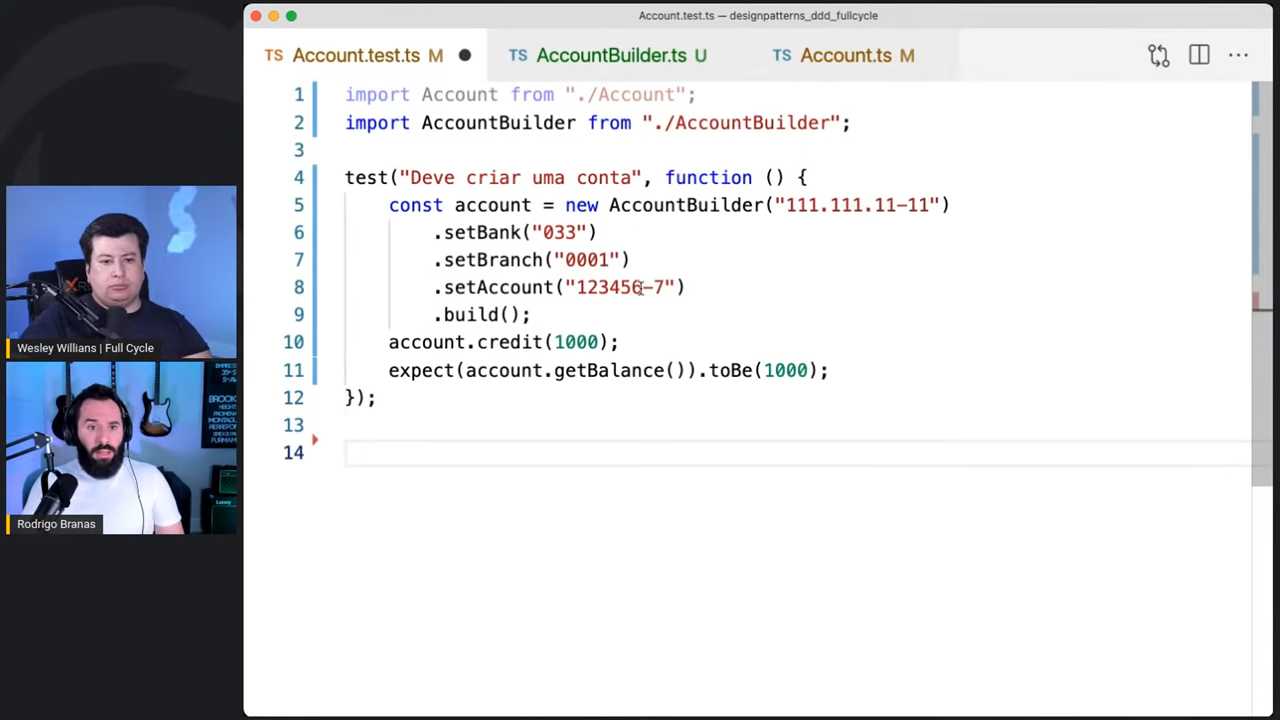 Account.test.ts — designpatterns_ddd_fullcycle
TS Account.test.ts M ● TS AccountBuilder.ts U TS Account.ts M
1 import Account from "./Account";
2 import AccountBuilder from "./AccountBuilder";
3
4 test("Deve criar uma conta", function () {
5 const account = new AccountBuilder("111.111.11-11")
6 .setBank("033")
7 .setBranch("0001")
8 .setAccount("123456-7")
9 .build();
10 account.credit(1000);
11 expect(account.getBalance()).toBe(1000);
12 });
13
14
Wesley Willians | Full Cycle
BROOK
HEIGHTS
Rodrigo Branas